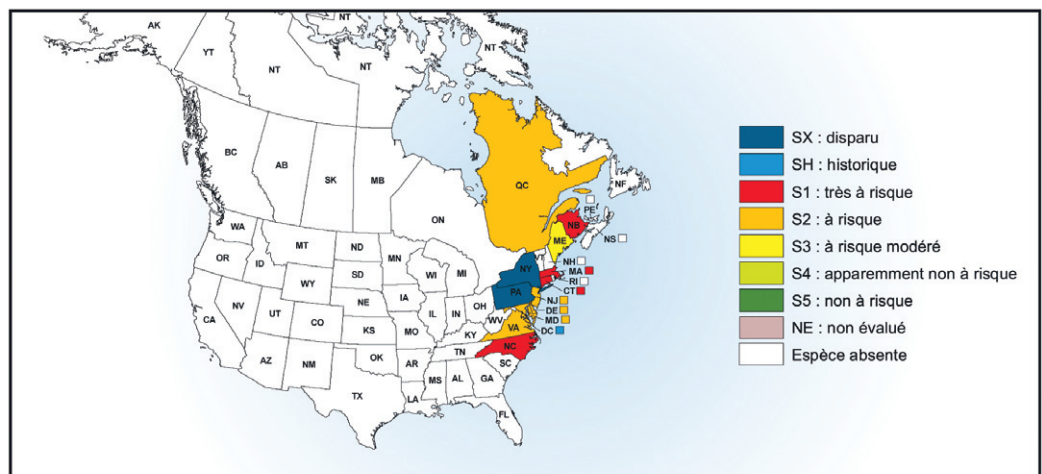 AK
NT
YT
NT
NT
NT
BC
AB
SK
MB
ON
QC
NF
PE
NB
NS
ME
VT
NH
MA
RI
CT
NY
PA
NJ
DE
MD
DC
WA
OR
ID
MT
ND
MN
SD
WY
WI
MI
NE
IA
NV
UT
CO
IL
IN
OH
WV
VA
KS
MO
KY
CA
AZ
NM
OK
AR
TN
NC
SC
MS
AL
GA
TX
LA
FL
SX : disparu
SH : historique
S1 : très à risque
S2 : à risque
S3 : à risque modéré
S4 : apparemment non à risque
S5 : non à risque
NE : non évalué
Espèce absente